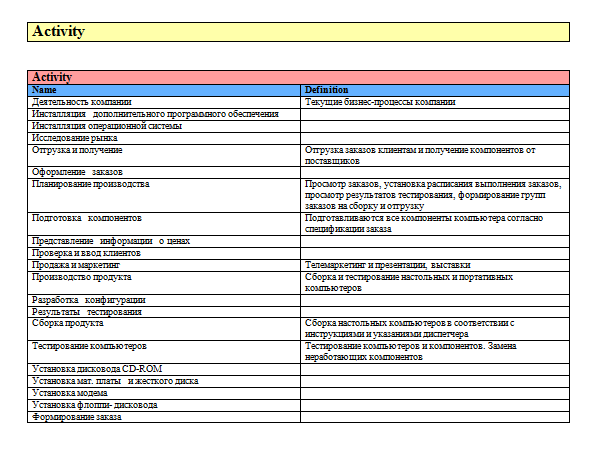 Activity
Activity
Name Definition
Деятельность компании Текущие бизнес-процессы компании
Инсталляция дополнительного программного обеспечения
Инсталляция операционной системы
Исследование рынка
Отгрузка и получение Отгрузка заказов клиентам и получение компонентов от
поставщиков
Оформление заказов
Планирование производства Просмотр заказов, установка расписания выполнения заказов,
просмотр результатов тестирования, формирование групп
заказов на сборку и отгрузку
Подготовка компонентов Подготавливаются все компоненты компьютера согласно
спецификации заказа
Представление информации о ценах
Проверка и ввод клиентов
Продажа и маркетинг Телемаркетинг и презентации, выставки
Производство продукта Сборка и тестирование настольных и портативных
компьютеров
Разработка конфигурации
Результаты тестирования
Сборка продукта Сборка настольных компьютеров в соответствии с
инструкциями и указаниями диспетчера
Тестирование компьютеров Тестирование компьютеров и компонентов. Замена
неработающих компонентов
Установка дисковода CD-ROM
Установка мат. платы и жесткого диска
Установка модема
Установка флоппи- дисковода
Формирование заказа